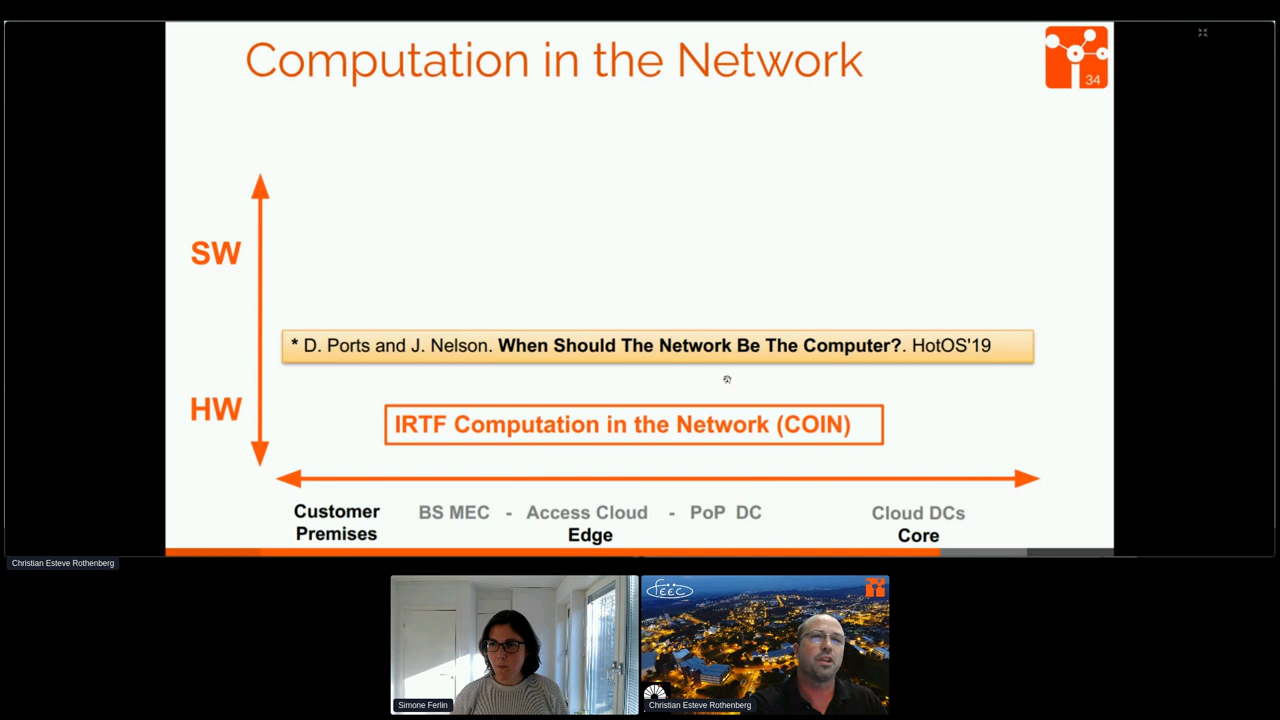 Computation in the Network
34
SW
* D. Ports and J. Nelson. When Should The Network Be The Computer?. HotOS'19
HW
IRTF Computation in the Network (COIN)
Customer Premises
BS MEC - Access Cloud - PoP DC
Edge
Cloud DCs
Core
Christian Esteve Rothenberg
FEEC
Simone Ferlin
Christian Esteve Rothenberg